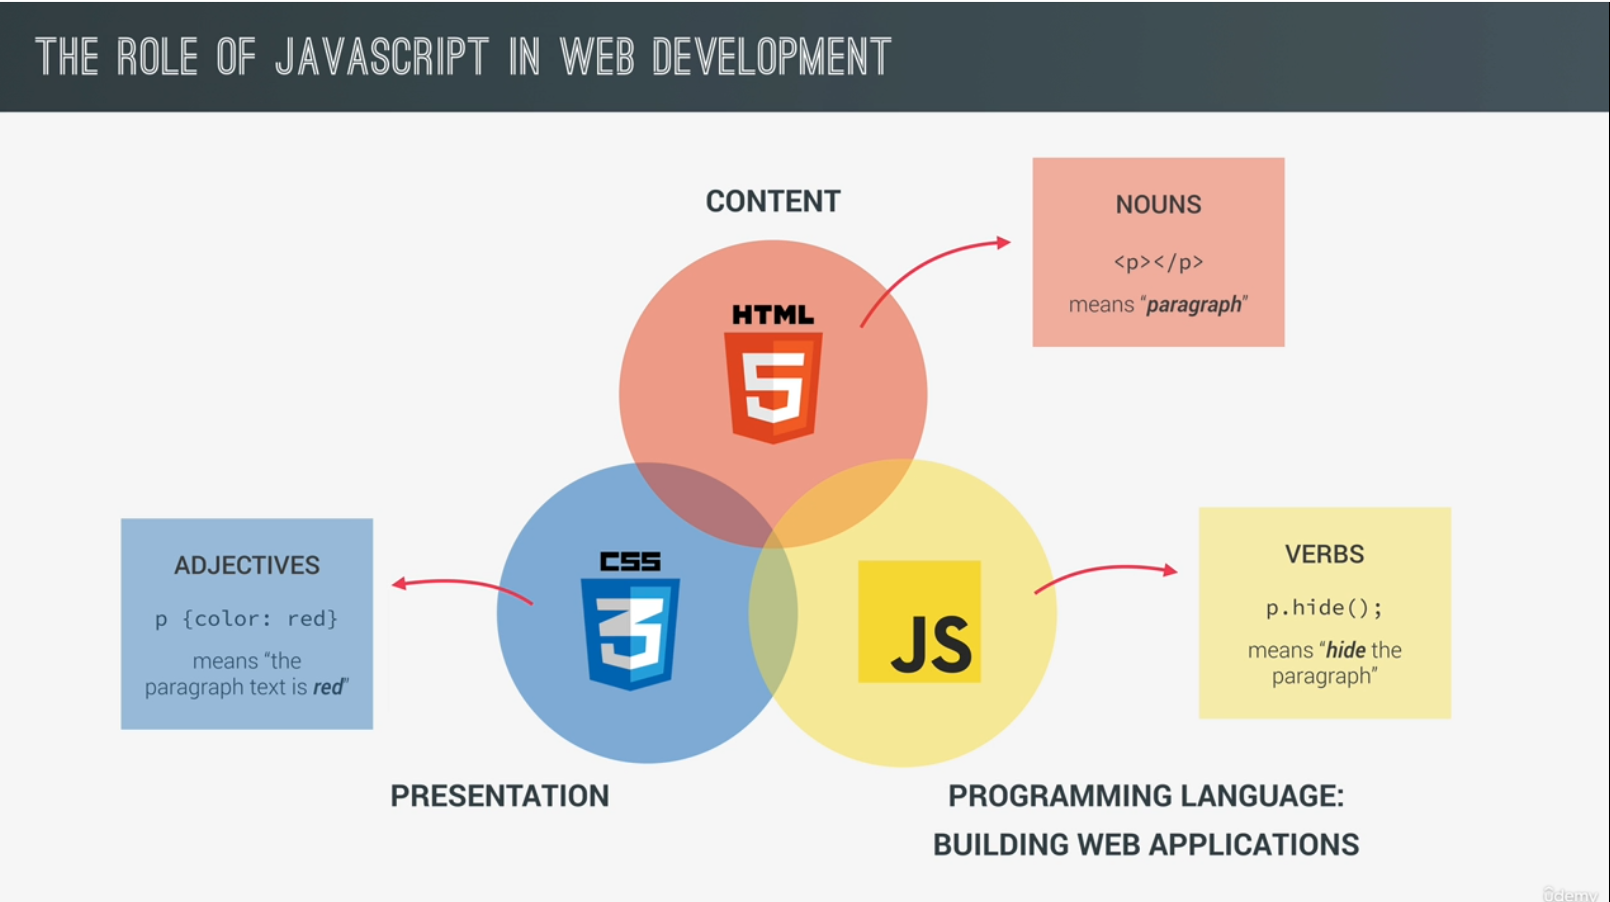 THE ROLE OF JAVASCRIPT IN WEB DEVELOPMENT
CONTENT
HTML
5
NOUNS
<p></p>
means “paragraph”
CSS
3
ADJECTIVES
p {color: red}
means “the
paragraph text is red”
PRESENTATION
JS
VERBS
p.hide();
means “hide the
paragraph”
PROGRAMMING LANGUAGE:
BUILDING WEB APPLICATIONS
ûdemy